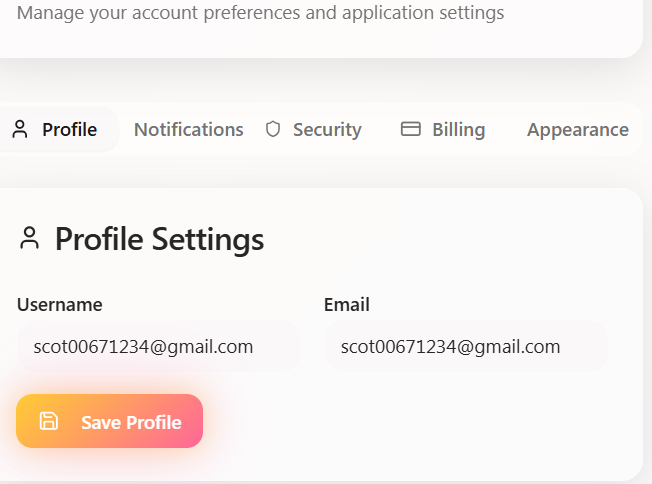 Manage your account preferences and application settings
Profile Notifications Security Billing Appearance
Profile Settings
Username Email
scot00671234@gmail.com scot00671234@gmail.com
Save Profile